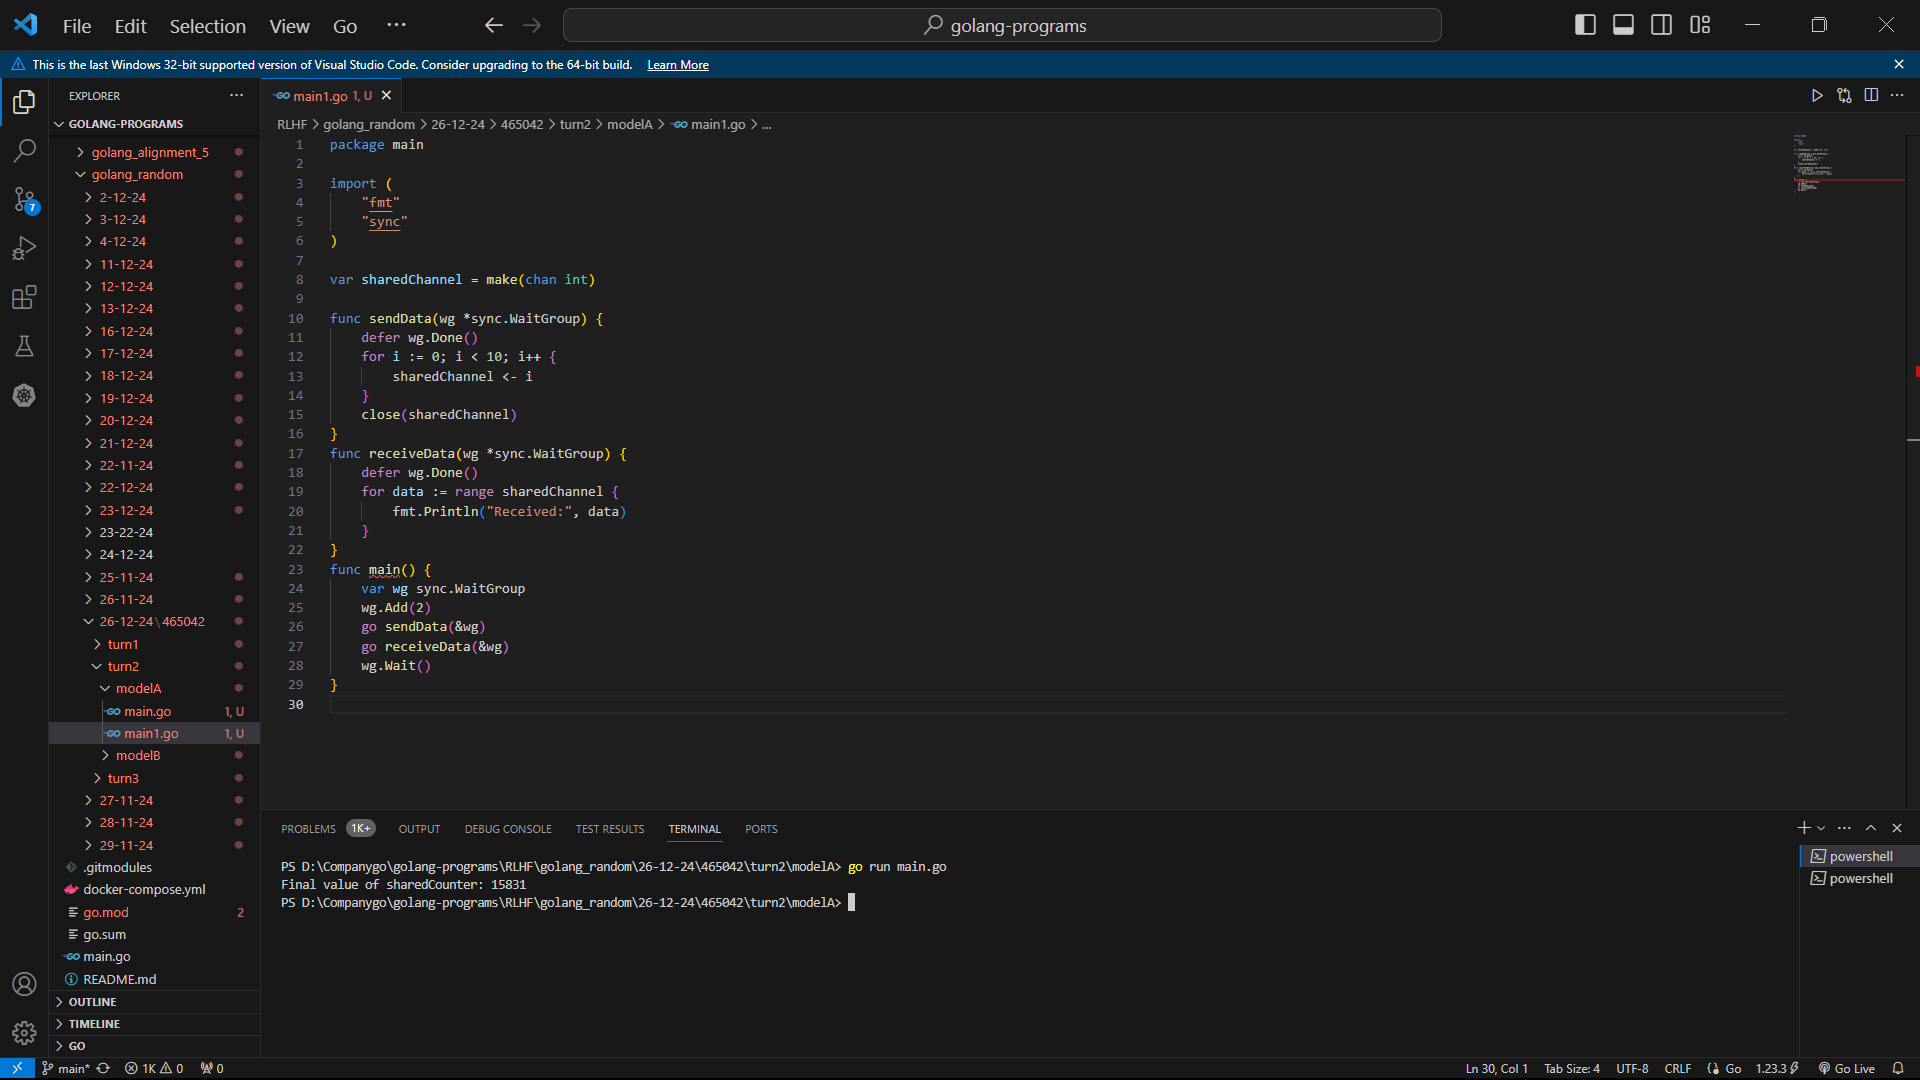 File Edit Selection View Go ··· golang-programs
This is the last Windows 32-bit supported version of Visual Studio Code. Consider upgrading to the 64-bit build. Learn More
EXPLORER ···
GOLANG-PROGRAMS
golang_alignment_5
golang_random
2-12-24
3-12-24
4-12-24
11-12-24
12-12-24
13-12-24
16-12-24
17-12-24
18-12-24
19-12-24
20-12-24
21-12-24
22-11-24
22-12-24
23-12-24
23-22-24
24-12-24
25-11-24
26-11-24
26-12-24\465042
turn1
turn2
modelA
main.go 1, U
main1.go 1, U
modelB
turn3
27-11-24
28-11-24
29-11-24
.gitmodules
docker-compose.yml
go.mod 2
go.sum
main.go
README.md
OUTLINE
TIMELINE
GO
7
main1.go 1, U
RLHF > golang_random > 26-12-24 > 465042 > turn2 > modelA > main1.go > ...
1 package main
2
3 import (
4 "fmt"
5 "sync"
6 )
7
8 var sharedChannel = make(chan int)
9
10 func sendData(wg *sync.WaitGroup) {
11 defer wg.Done()
12 for i := 0; i < 10; i++ {
13 sharedChannel <- i
14 }
15 close(sharedChannel)
16 }
17 func receiveData(wg *sync.WaitGroup) {
18 defer wg.Done()
19 for data := range sharedChannel {
20 fmt.Println("Received:", data)
21 }
22 }
23 func main() {
24 var wg sync.WaitGroup
25 wg.Add(2)
26 go sendData(&wg)
27 go receiveData(&wg)
28 wg.Wait()
29 }
30
PROBLEMS 1K+ OUTPUT DEBUG CONSOLE TEST RESULTS TERMINAL PORTS
PS D:\Companygo\golang-programs\RLHF\golang_random\26-12-24\465042\turn2\modelA> go run main.go
Final value of sharedCounter: 15831
PS D:\Companygo\golang-programs\RLHF\golang_random\26-12-24\465042\turn2\modelA>
powershell
powershell
main* 1K 0 0 Ln 30, Col 1 Tab Size: 4 UTF-8 CRLF Go 1.23.3 Go Live